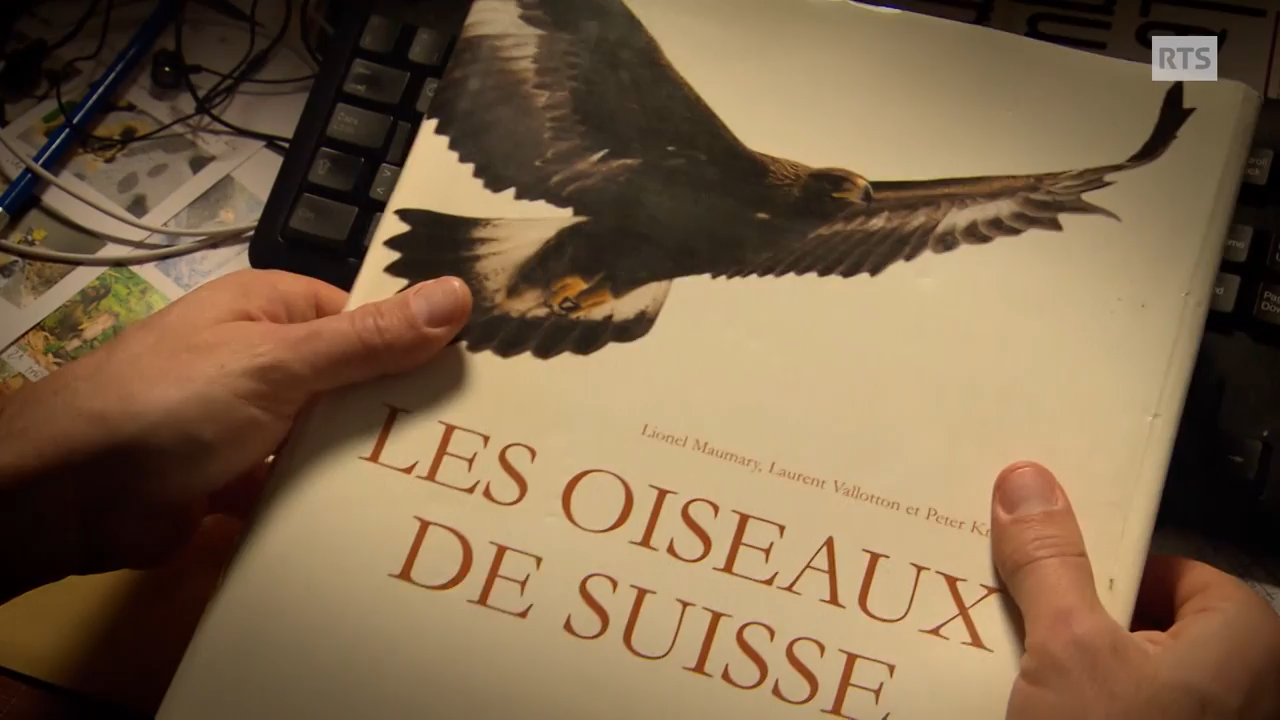 RTS
Lionel Maumary, Laurent Vallotton et Peter
LES OISEAUX
DE SUISSE